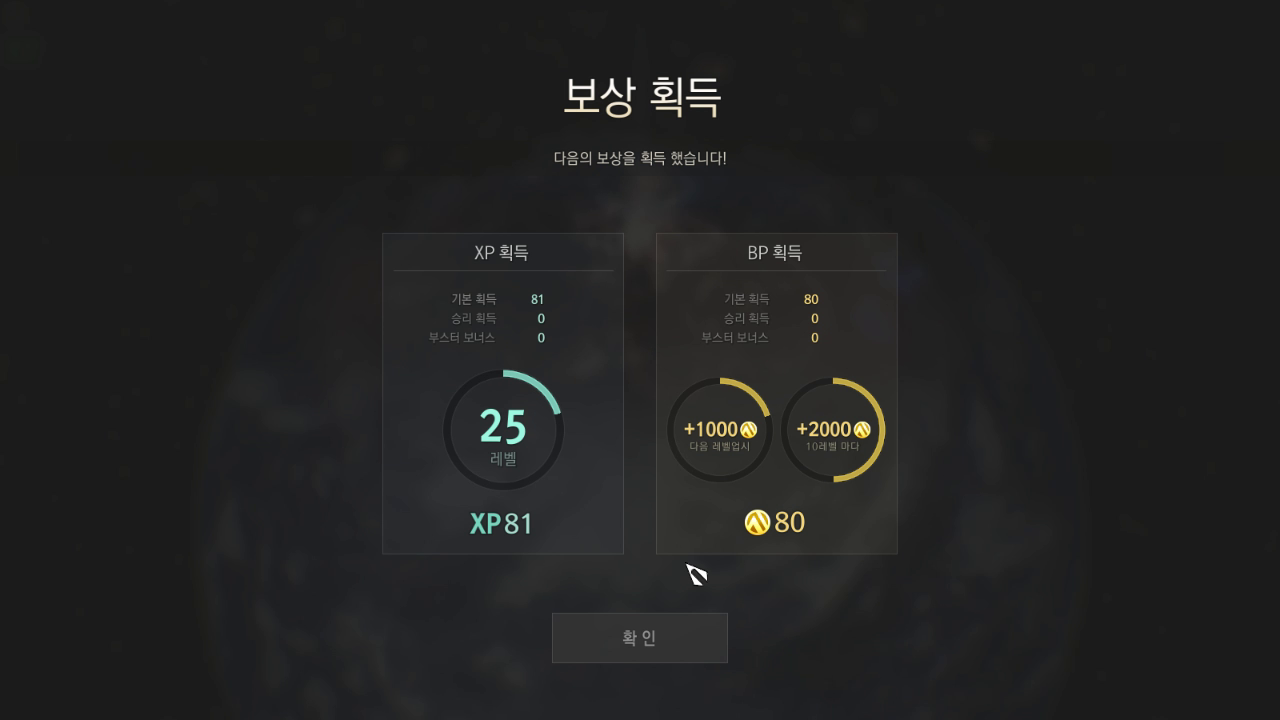 보상 획득
다음의 보상을 획득 했습니다!
XP 획득
기본 획득 81
승리 획득 0
부스터 보너스 0
25
레벨
XP 81
BP 획득
기본 획득 80
승리 획득 0
부스터 보너스 0
+1000
다음 레벨업시
+2000
10레벨 마다
80
확 인